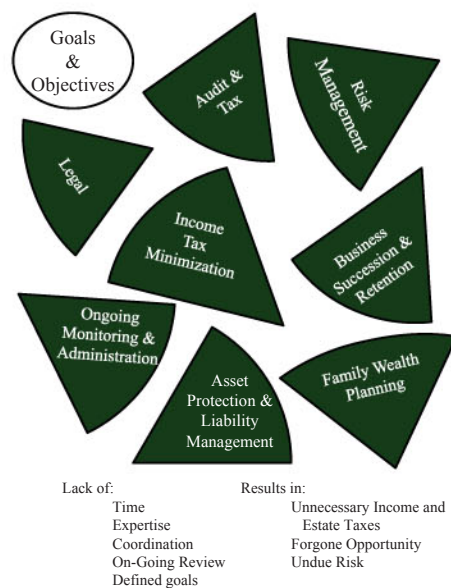 Goals
&
Objectives
Audit &
Tax
Risk
Management
Legal
Income
Tax
Minimization
Business
Succession &
Retention
Ongoing
Monitoring &
Administration
Asset
Protection &
Liability
Management
Family Wealth
Planning
Lack of:
Time
Expertise
Coordination
On-Going Review
Defined goals
Results in:
Unnecessary Income and
Estate Taxes
Forgone Opportunity
Undue Risk